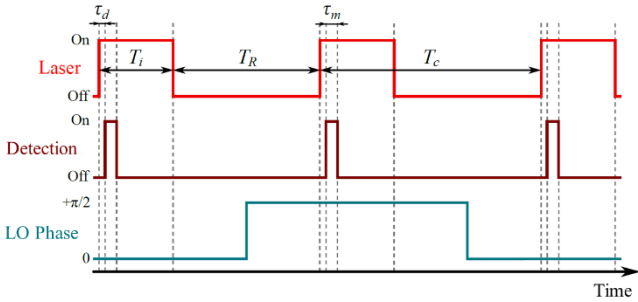 τd τm
On
Laser Ti TR Tc
Off
On
Detection
Off
+π/2
LO Phase
0
Time